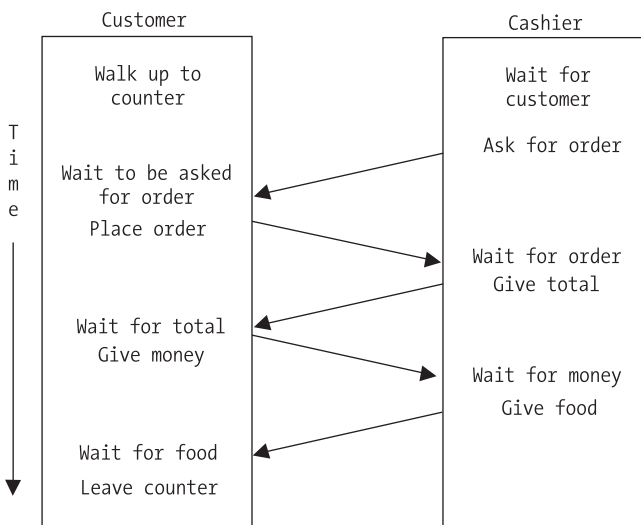 Customer
Walk up to
counter
Wait to be asked
for order
Place order
Wait for total
Give money
Wait for food
Leave counter
Cashier
Wait for
customer
Ask for order
Wait for order
Give total
Wait for money
Give food
T
i
m
e